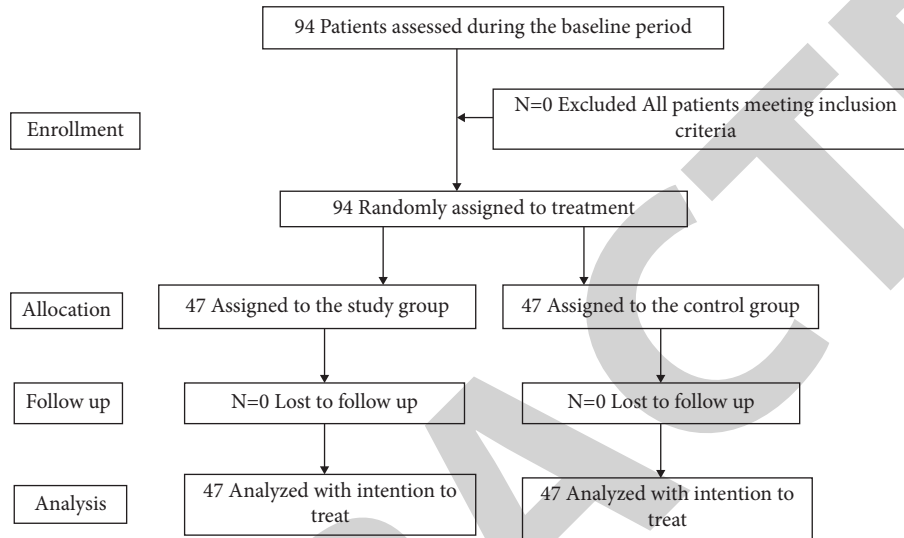 94 Patients assessed during the baseline period
N=0 Excluded All patients meeting inclusion
criteria
Enrollment
94 Randomly assigned to treatment
Allocation
47 Assigned to the study group
47 Assigned to the control group
Follow up
N=0 Lost to follow up
N=0 Lost to follow up
Analysis
47 Analyzed with intention to
treat
47 Analyzed with intention to
treat